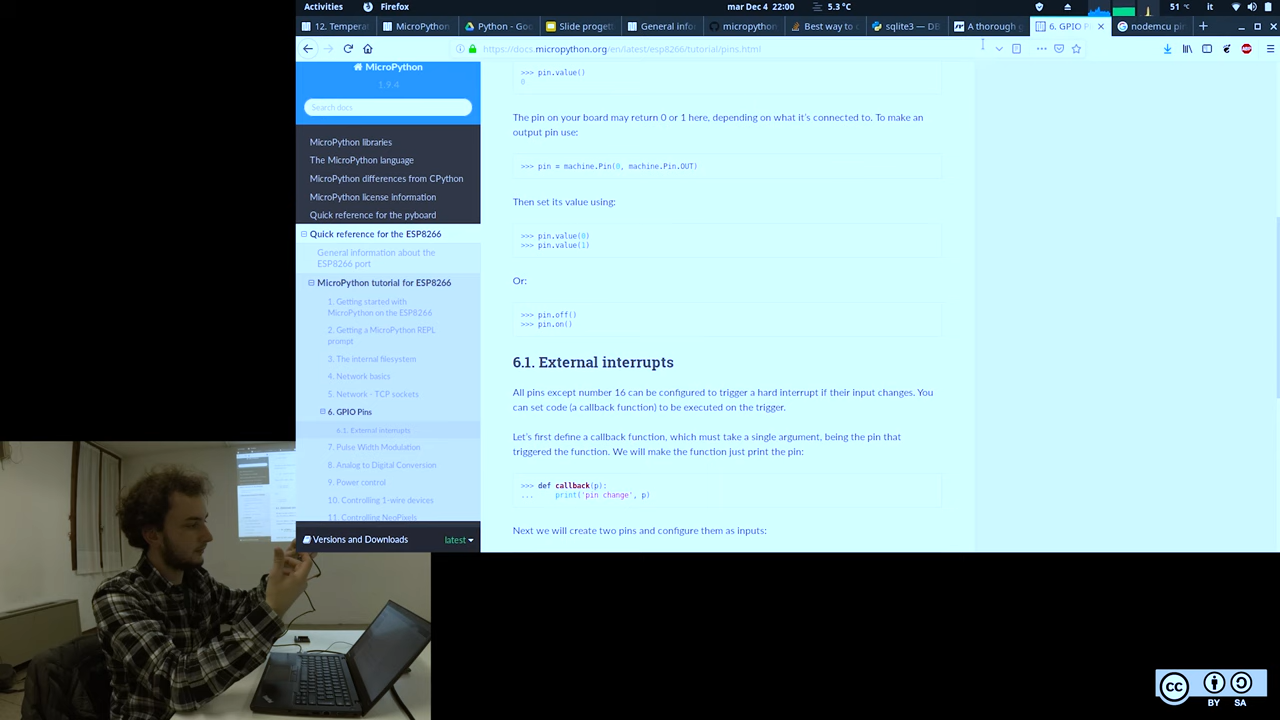 Activities Firefox mar Dec 4 22:00 5.3 °C 51 °C it
12. Temperat MicroPython Python - Goo Slide progett General info micropython Best way to c sqlite3 — DB A thorough g 6. GPIO Pi nodemcu pin
https://docs.micropython.org/en/latest/esp8266/tutorial/pins.html
MicroPython
1.9.4
Search docs
MicroPython libraries
The MicroPython language
MicroPython differences from CPython
MicroPython license information
Quick reference for the pyboard
Quick reference for the ESP8266
General information about the
ESP8266 port
MicroPython tutorial for ESP8266
1. Getting started with
MicroPython on the ESP8266
2. Getting a MicroPython REPL
prompt
3. The internal filesystem
4. Network basics
5. Network - TCP sockets
6. GPIO Pins
6.1. External interrupts
7. Pulse Width Modulation
8. Analog to Digital Conversion
9. Power control
10. Controlling 1-wire devices
11. Controlling NeoPixels
Versions and Downloads latest
>>> pin.value()
0
The pin on your board may return 0 or 1 here, depending on what it's connected to. To make an
output pin use:
>>> pin = machine.Pin(0, machine.Pin.OUT)
Then set its value using:
>>> pin.value(0)
>>> pin.value(1)
Or:
>>> pin.off()
>>> pin.on()
6.1. External interrupts
All pins except number 16 can be configured to trigger a hard interrupt if their input changes. You
can set code (a callback function) to be executed on the trigger.
Let's first define a callback function, which must take a single argument, being the pin that
triggered the function. We will make the function just print the pin:
>>> def callback(p):
... print('pin change', p)
Next we will create two pins and configure them as inputs:
cc BY SA